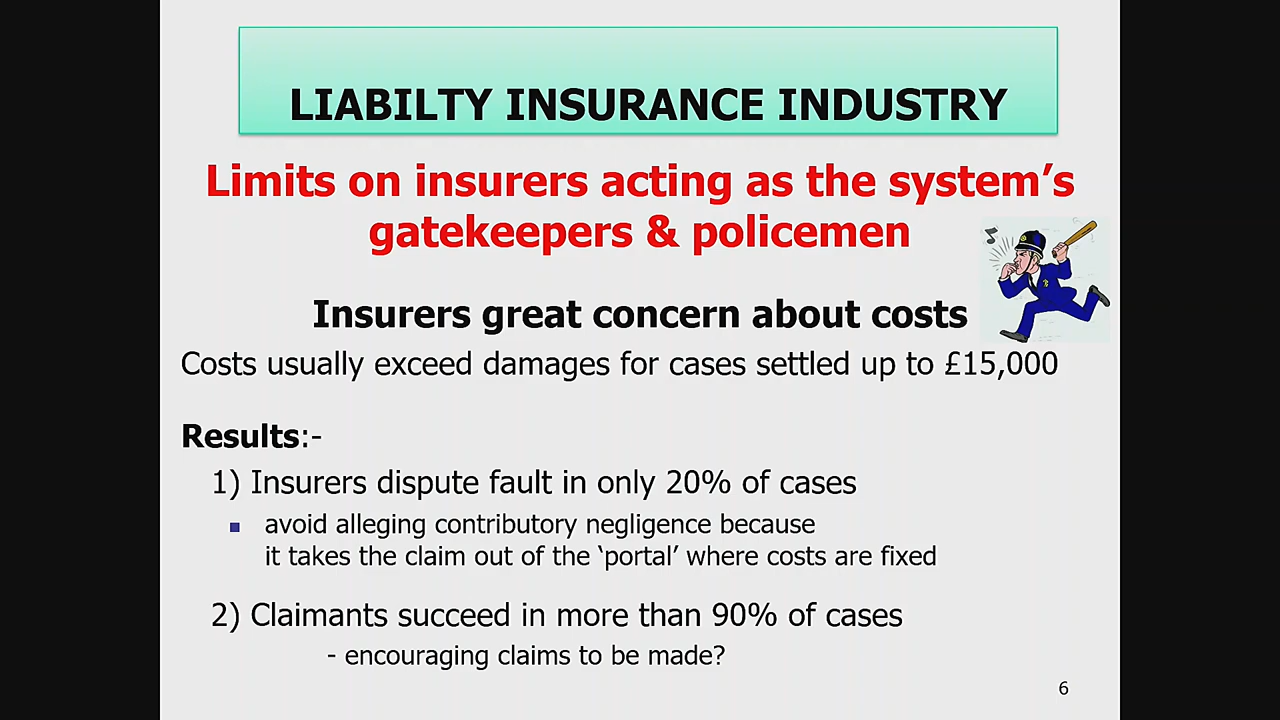 LIABILTY INSURANCE INDUSTRY
Limits on insurers acting as the system’s
gatekeepers & policemen
Insurers great concern about costs
Costs usually exceed damages for cases settled up to £15,000
Results:-
1) Insurers dispute fault in only 20% of cases
▪ avoid alleging contributory negligence because
it takes the claim out of the ‘portal’ where costs are fixed
2) Claimants succeed in more than 90% of cases
- encouraging claims to be made?
6